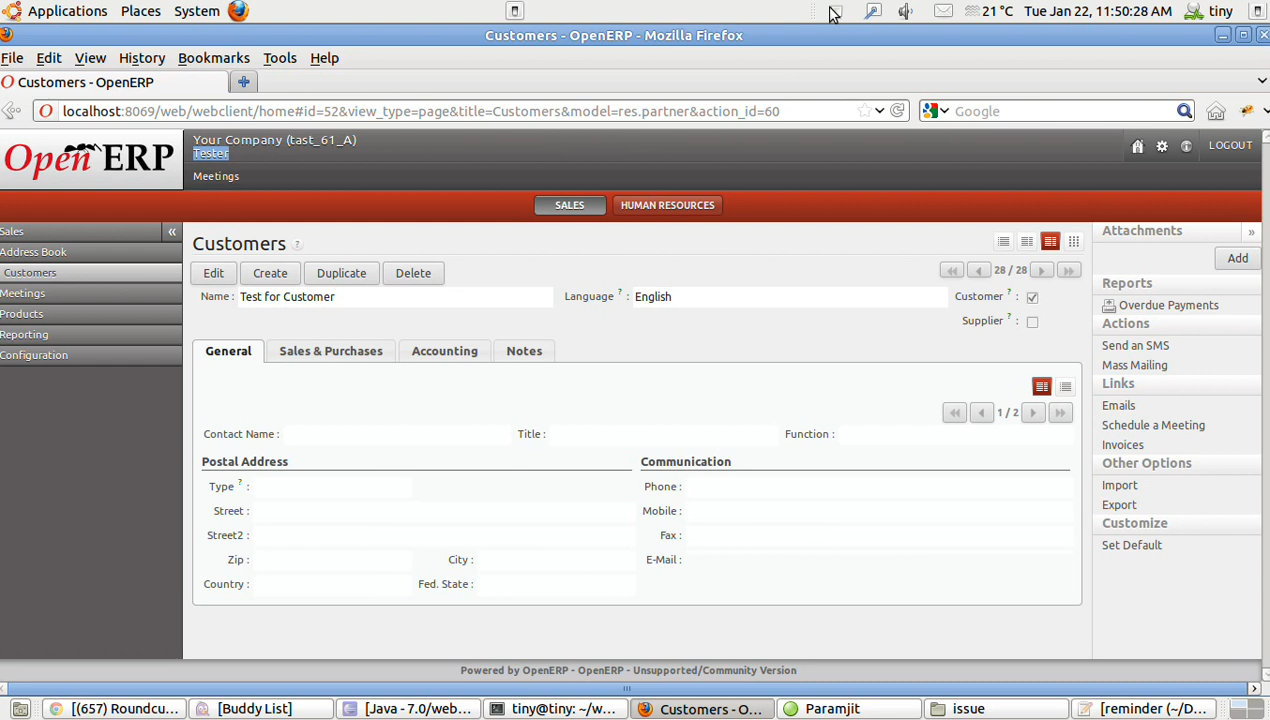 Applications Places System 21 °C Tue Jan 22, 11:50:28 AM tiny
Customers - OpenERP - Mozilla Firefox
File Edit View History Bookmarks Tools Help
Customers - OpenERP
localhost:8069/web/webclient/home#id=52&view_type=page&title=Customers&model=res.partner&action_id=60 Google
Open ERP
Your Company (tast_61_A)
Tester
LOGOUT
Meetings
SALES HUMAN RESOURCES
Sales «
Address Book
Customers
Meetings
Products
Reporting
Configuration
Customers ?
Edit Create Duplicate Delete 28 / 28
Name : Test for Customer Language ? : English Customer ? :
Supplier ? :
General Sales & Purchases Accounting Notes
1 / 2
Contact Name : Title : Function :
Postal Address Communication
Type ? : Phone :
Street : Mobile :
Street2 : Fax :
Zip : City : E-Mail :
Country : Fed. State :
Attachments »
Add
Reports
Overdue Payments
Actions
Send an SMS
Mass Mailing
Links
Emails
Schedule a Meeting
Invoices
Other Options
Import
Export
Customize
Set Default
Powered by OpenERP - OpenERP - Unsupported/Community Version
[(657) Roundcu... [Buddy List] [Java - 7.0/web... tiny@tiny: ~/w... Customers - O... Paramjit issue [reminder (~/D...